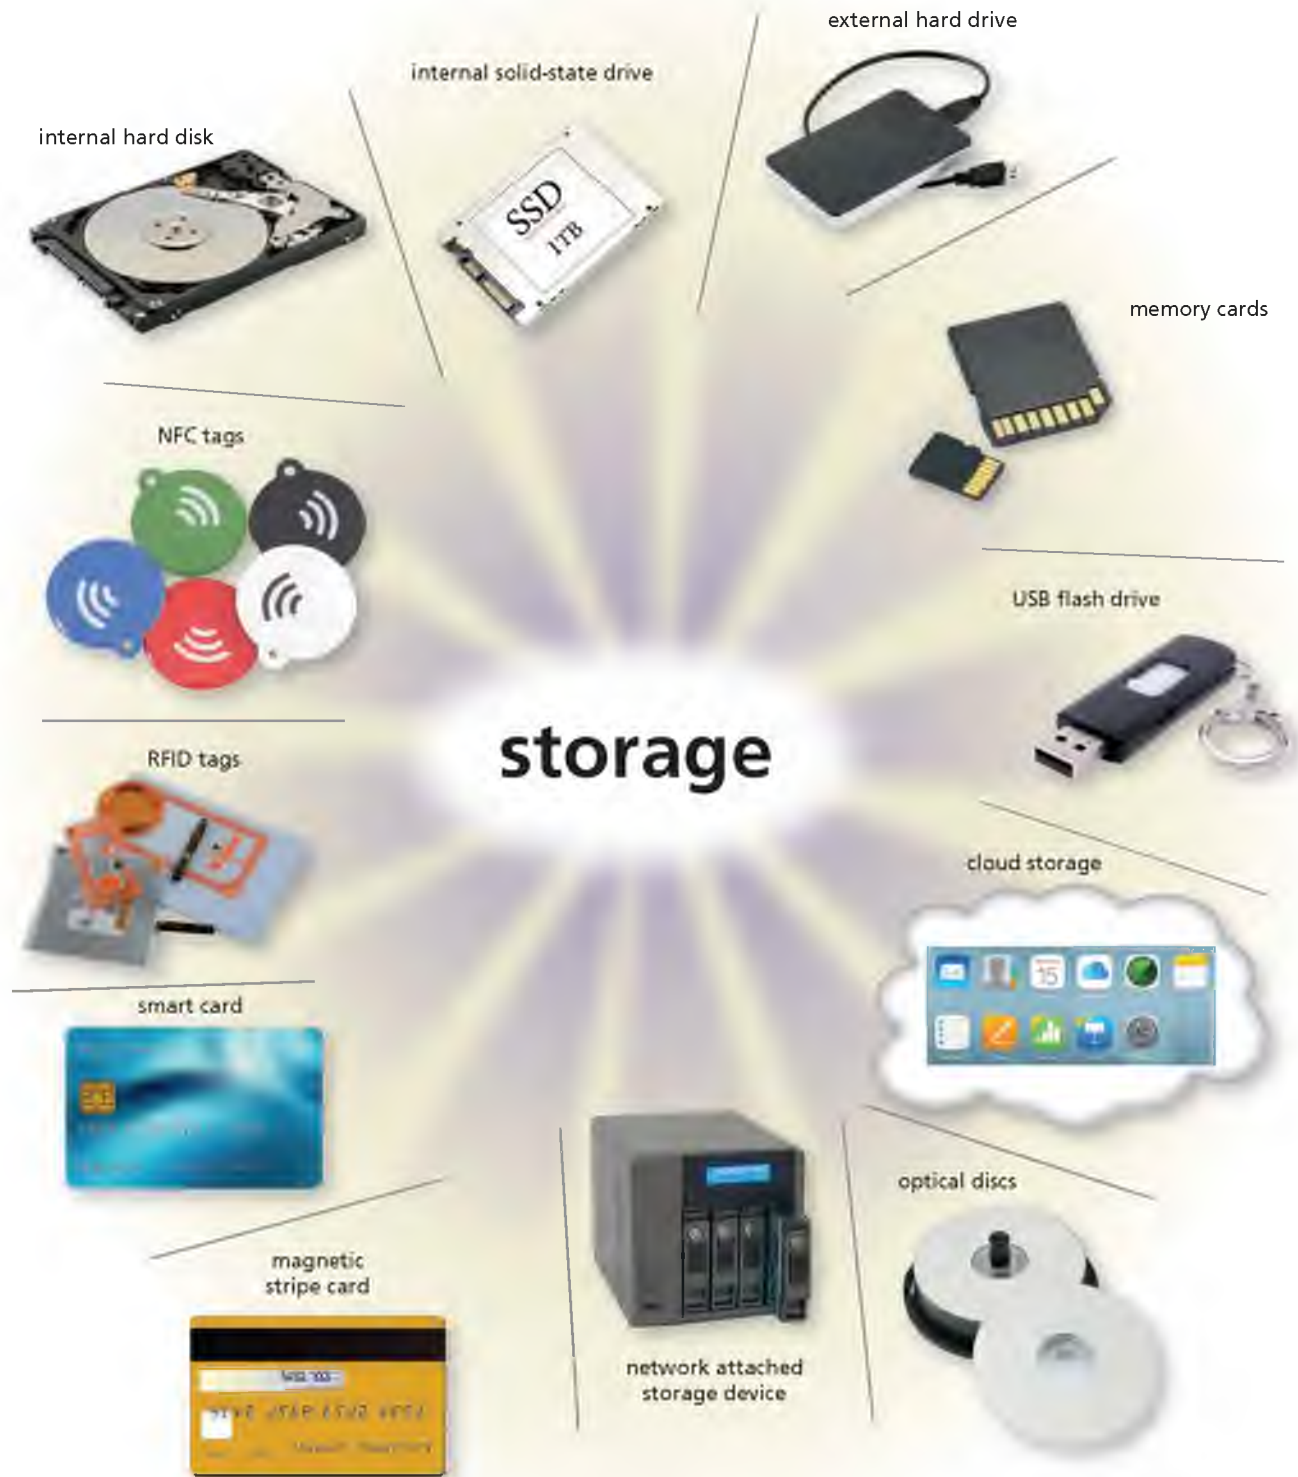 external hard drive
internal solid-state drive
internal hard disk
SSD
1TB
memory cards
NFC tags
USB flash drive
storage
RFID tags
cloud storage
15
smart card
optical discs
magnetic
stripe card
network attached
storage device